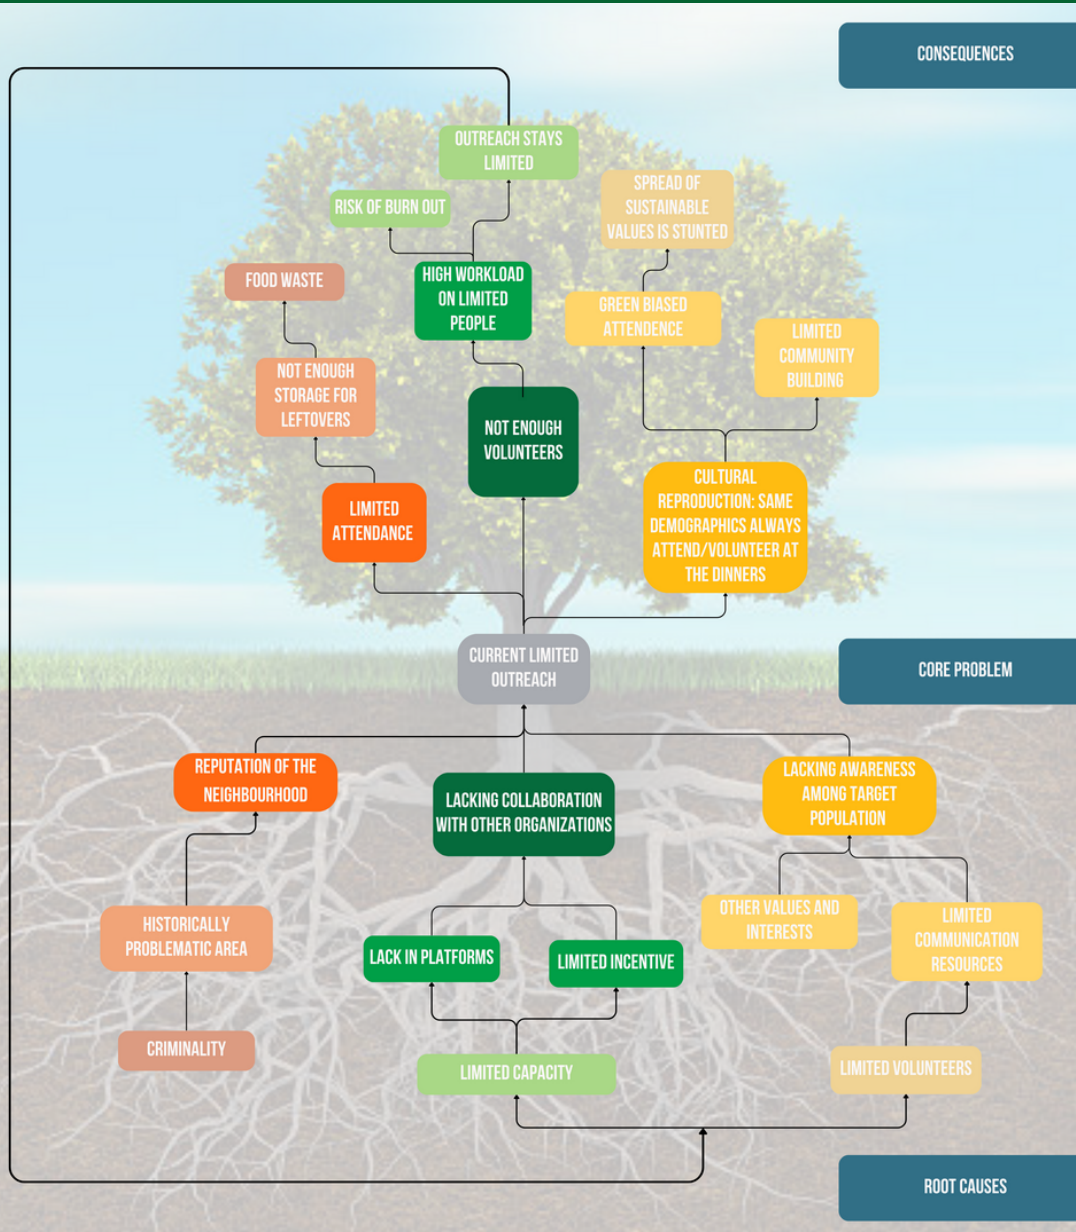 CONSEQUENCES
OUTREACH STAYS
LIMITED
SPREAD OF
SUSTAINABLE
VALUES IS STUNTED
RISK OF BURN OUT
FOOD WASTE
HIGH WORKLOAD
ON LIMITED
PEOPLE
GREEN BIASED
ATTENDENCE
LIMITED
COMMUNITY
BUILDING
NOT ENOUGH
STORAGE FOR
LEFTOVERS
NOT ENOUGH
VOLUNTEERS
LIMITED
ATTENDANCE
CULTURAL
REPRODUCTION: SAME
DEMOGRAPHICS ALWAYS
ATTEND/VOLUNTEER AT
THE DINNERS
CURRENT LIMITED
OUTREACH
CORE PROBLEM
REPUTATION OF THE
NEIGHBOURHOOD
LACKING COLLABORATION
WITH OTHER ORGANIZATIONS
LACKING AWARENESS
AMONG TARGET
POPULATION
HISTORICALLY
PROBLEMATIC AREA
LACK IN PLATFORMS
LIMITED INCENTIVE
OTHER VALUES AND
INTERESTS
LIMITED
COMMUNICATION
RESOURCES
CRIMINALITY
LIMITED CAPACITY
LIMITED VOLUNTEERS
ROOT CAUSES